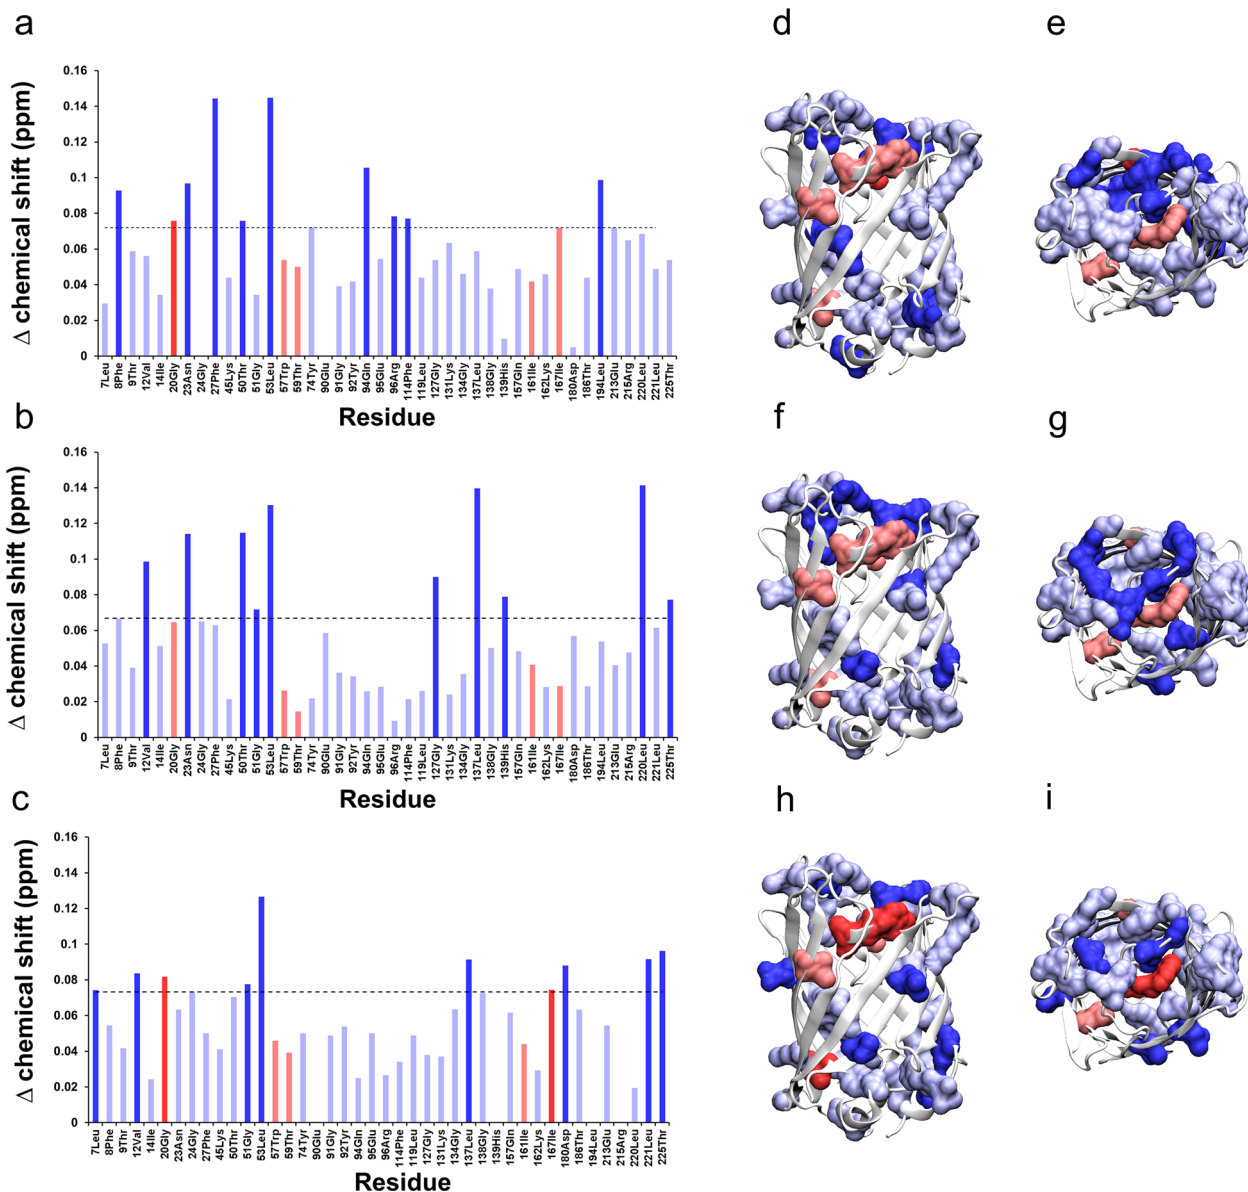 a
d
e
Δ chemical shift (ppm)
0.16
0.14
0.12
0.1
0.08
0.06
0.04
0.02
0
7Leu 8Phe 9Thr 12Val 14Ile 20Gly 23Asn 24Gly 27Phe 45Lys 50Thr 51Gly 53Leu 57Trp 59Thr 74Tyr 90Glu 91Gly 92Tyr 94Gln 95Glu 96Arg 114Phe 119Leu 127Gly 131Lys 134Gly 137Leu 138Gly 139His 157Gln 161Ile 162Lys 167Ile 180Asp 186Thr 194Leu 213Glu 215Arg 220Leu 221Leu 225Thr
Residue
b
f
g
Δ chemical shift (ppm)
0.16
0.14
0.12
0.1
0.08
0.06
0.04
0.02
0
7Leu 8Phe 9Thr 12Val 14Ile 20Gly 23Asn 24Gly 27Phe 45Lys 50Thr 51Gly 53Leu 57Trp 59Thr 74Tyr 90Glu 91Gly 92Tyr 94Gln 95Glu 96Arg 114Phe 119Leu 127Gly 131Lys 134Gly 137Leu 138Gly 139His 157Gln 161Ile 162Lys 167Ile 180Asp 186Thr 194Leu 213Glu 215Arg 220Leu 221Leu 225Thr
Residue
c
h
i
Δ chemical shift (ppm)
0.16
0.14
0.12
0.1
0.08
0.06
0.04
0.02
0
7Leu 8Phe 9Thr 12Val 14Ile 20Gly 23Asn 24Gly 27Phe 45Lys 50Thr 51Gly 53Leu 57Trp 59Thr 74Tyr 90Glu 91Gly 92Tyr 94Gln 95Glu 96Arg 114Phe 119Leu 127Gly 131Lys 134Gly 137Leu 138Gly 139His 157Gln 161Ile 162Lys 167Ile 180Asp 186Thr 194Leu 213Glu 215Arg 220Leu 221Leu 225Thr
Residue